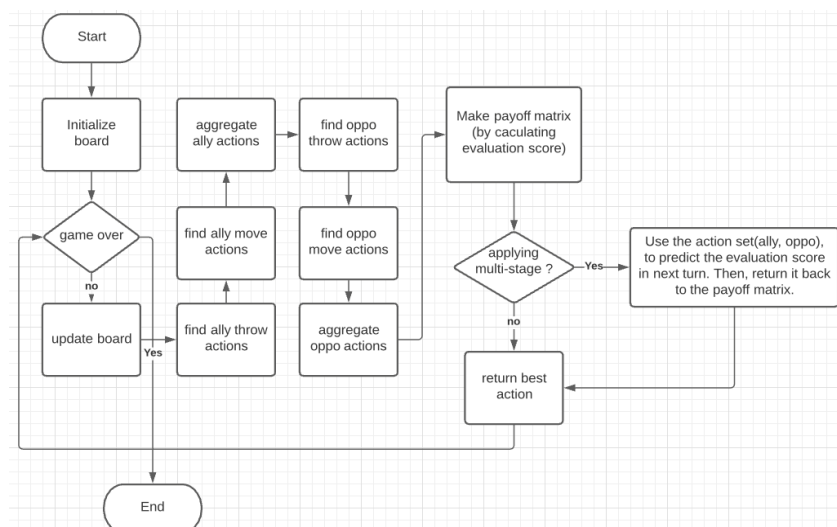 Start
Initialize
board
game over
no
update board
Yes
find ally throw
actions
find ally move
actions
aggregate
ally actions
find oppo
throw actions
find oppo
move actions
aggregate
oppo actions
Make payoff matrix
(by caculating
evaluation score)
applying
multi-stage ?
Yes
Use the action set(ally, oppo),
to predict the evaluation score
in next turn. Then, return it back
to the payoff matrix.
no
return best
action
End